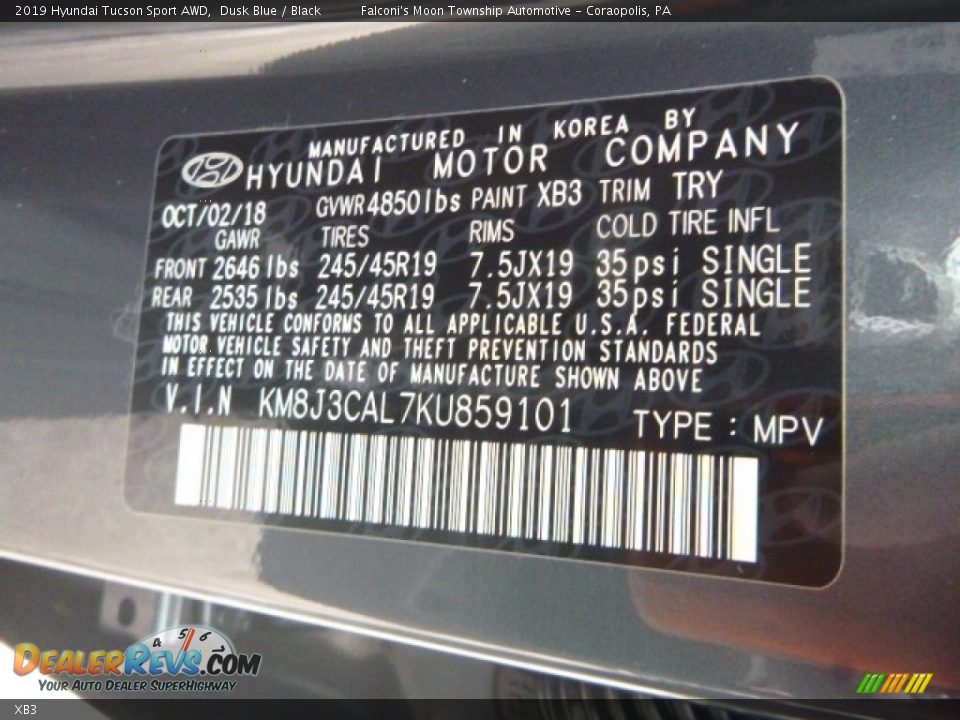 2019 Hyundai Tucson Sport AWD, Dusk Blue / Black Falconi's Moon Township Automotive - Coraopolis, PA
MANUFACTURED IN KOREA BY
HYUNDAI MOTOR COMPANY
OCT/02/18 GVWR 4850lbs PAINT XB3 TRIM TRY
GAWR TIRES RIMS COLD TIRE INFL
FRONT 2646 lbs 245/45R19 7.5JX19 35psi SINGLE
REAR 2535 lbs 245/45R19 7.5JX19 35psi SINGLE
THIS VEHICLE CONFORMS TO ALL APPLICABLE U.S.A. FEDERAL
MOTOR VEHICLE SAFETY AND THEFT PREVENTION STANDARDS
IN EFFECT ON THE DATE OF MANUFACTURE SHOWN ABOVE
V.I.N KM8J3CAL7KU859101 TYPE : MPV
4 5 6
DEALERREVS.COM
YOUR AUTO DEALER SUPERHIGHWAY
XB3